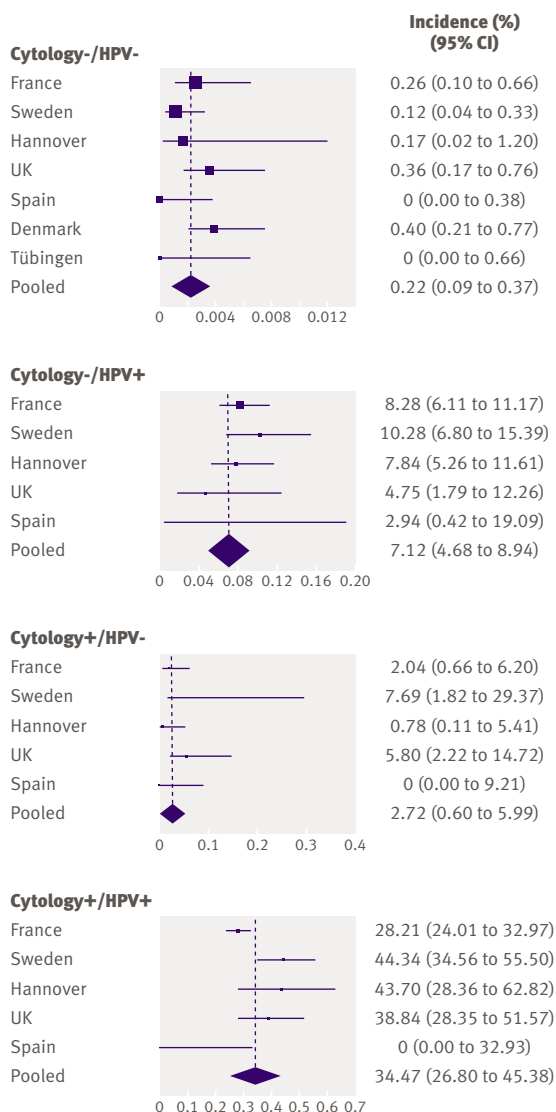 Incidence (%)
(95% CI)
Cytology-/HPV-
France 0.26 (0.10 to 0.66)
Sweden 0.12 (0.04 to 0.33)
Hannover 0.17 (0.02 to 1.20)
UK 0.36 (0.17 to 0.76)
Spain 0 (0.00 to 0.38)
Denmark 0.40 (0.21 to 0.77)
Tübingen 0 (0.00 to 0.66)
Pooled 0.22 (0.09 to 0.37)
0 0.004 0.008 0.012
Cytology-/HPV+
France 8.28 (6.11 to 11.17)
Sweden 10.28 (6.80 to 15.39)
Hannover 7.84 (5.26 to 11.61)
UK 4.75 (1.79 to 12.26)
Spain 2.94 (0.42 to 19.09)
Pooled 7.12 (4.68 to 8.94)
0 0.04 0.08 0.12 0.16 0.20
Cytology+/HPV-
France 2.04 (0.66 to 6.20)
Sweden 7.69 (1.82 to 29.37)
Hannover 0.78 (0.11 to 5.41)
UK 5.80 (2.22 to 14.72)
Spain 0 (0.00 to 9.21)
Pooled 2.72 (0.60 to 5.99)
0 0.1 0.2 0.3 0.4
Cytology+/HPV+
France 28.21 (24.01 to 32.97)
Sweden 44.34 (34.56 to 55.50)
Hannover 43.70 (28.36 to 62.82)
UK 38.84 (28.35 to 51.57)
Spain 0 (0.00 to 32.93)
Pooled 34.47 (26.80 to 45.38)
0 0.1 0.2 0.3 0.4 0.5 0.6 0.7